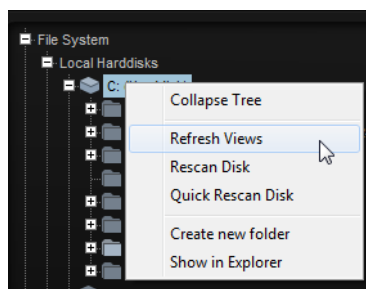 File System
Local Harddisks
C:
Collapse Tree
Refresh Views
Rescan Disk
Quick Rescan Disk
Create new folder
Show in Explorer